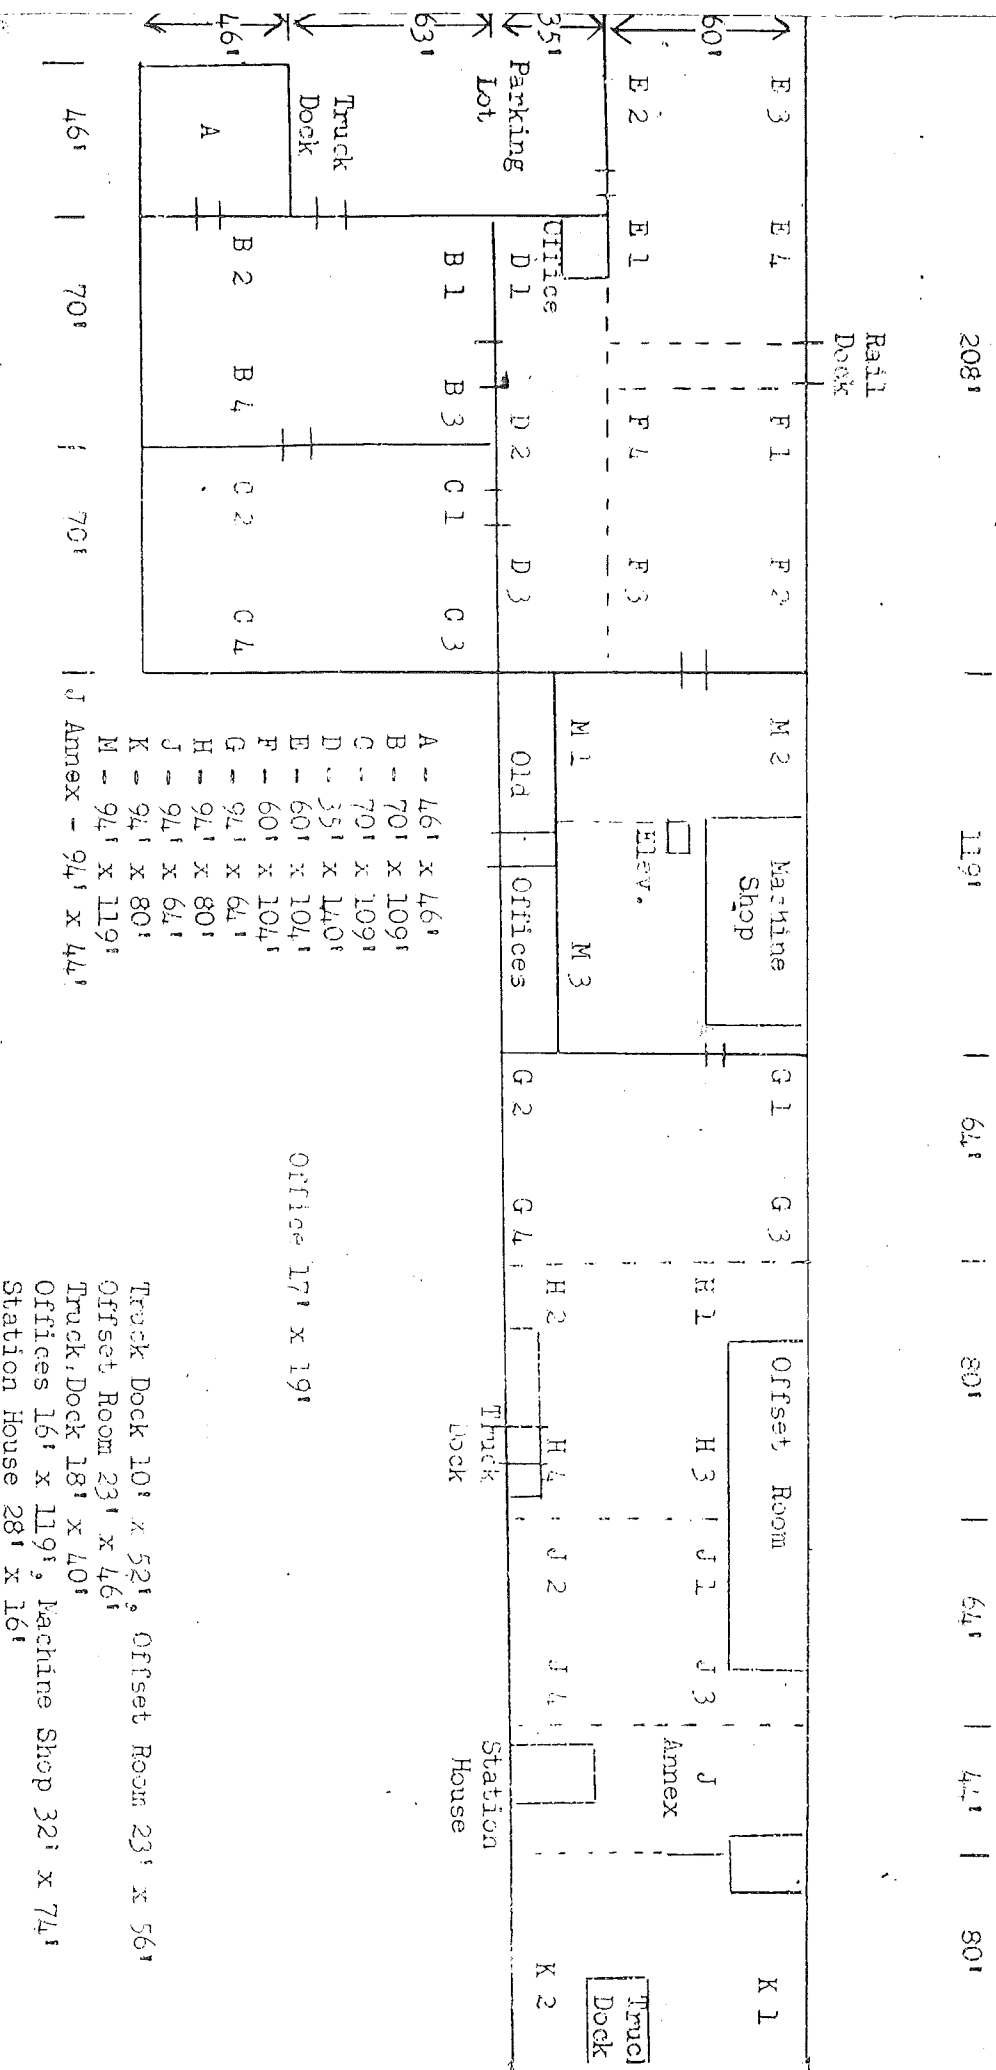 208'
119'
64'
80'
64'
44'
80'
Rail
Dock
E 3
E 4
F 1
F 2
M 2
Machine
Shop
G 1
G 3
Offset Room
K 1
60'
E 2
E 1
F 4
F 3
Elev.
H 1
H 3
J 1
J 3
J
Annex
Truck
Dock
M 1
M 3
35'
Parking
Lot
Office
D 1
D 2
D 3
Old Offices
G 2
G 4
H 2
H 4
J 2
J 4
K 2
Truck
Dock
Station
House
63'
B 1
B 3
C 1
C 3
Truck
Dock
46'
A
B 2
B 4
C 2
C 4
46'
70'
70'
A - 46' x 46'
B - 70' x 109'
C - 70' x 109'
D - 35' x 140'
E - 60' x 104'
F - 60' x 104'
G - 94' x 64'
H - 94' x 80'
J - 94' x 64'
K - 94' x 80'
M - 94' x 119'
J Annex - 94' x 44'
Office 17' x 19'
Truck Dock 10' x 52', Offset Room 23' x 56'
Offset Room 23' x 46'
Truck Dock 18' x 40'
Offices 16' x 119', Machine Shop 32' x 74'
Station House 28' x 16'